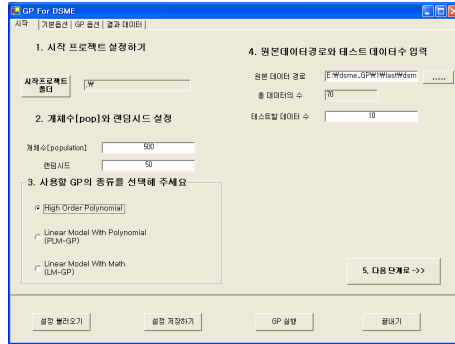 GP For DSME
시작 | 기본옵션 | GP 옵션 | 결과 데이터 |
1. 시작 프로젝트 설정하기
시작프로젝트 폴더
.₩
2. 개체수[pop]와 랜덤시드 설정
개체수[population]
500
랜덤시드
50
3. 사용할 GP의 종류를 선택해 주세요
High Order Polynomial
Linear Model With Polynomial
(PLM-GP)
Linear Model With Math
(LM-GP)
4. 원본데이터경로와 테스트 데이터수 입력
원본 데이터 경로
E:₩dsme_GP₩1₩last₩dsm
.....
총 데이터의 수
70
테스트할 데이터 수
10
5. 다음 단계로 ->>
설정 불러오기
설정 저장하기
GP 실행
끝내기